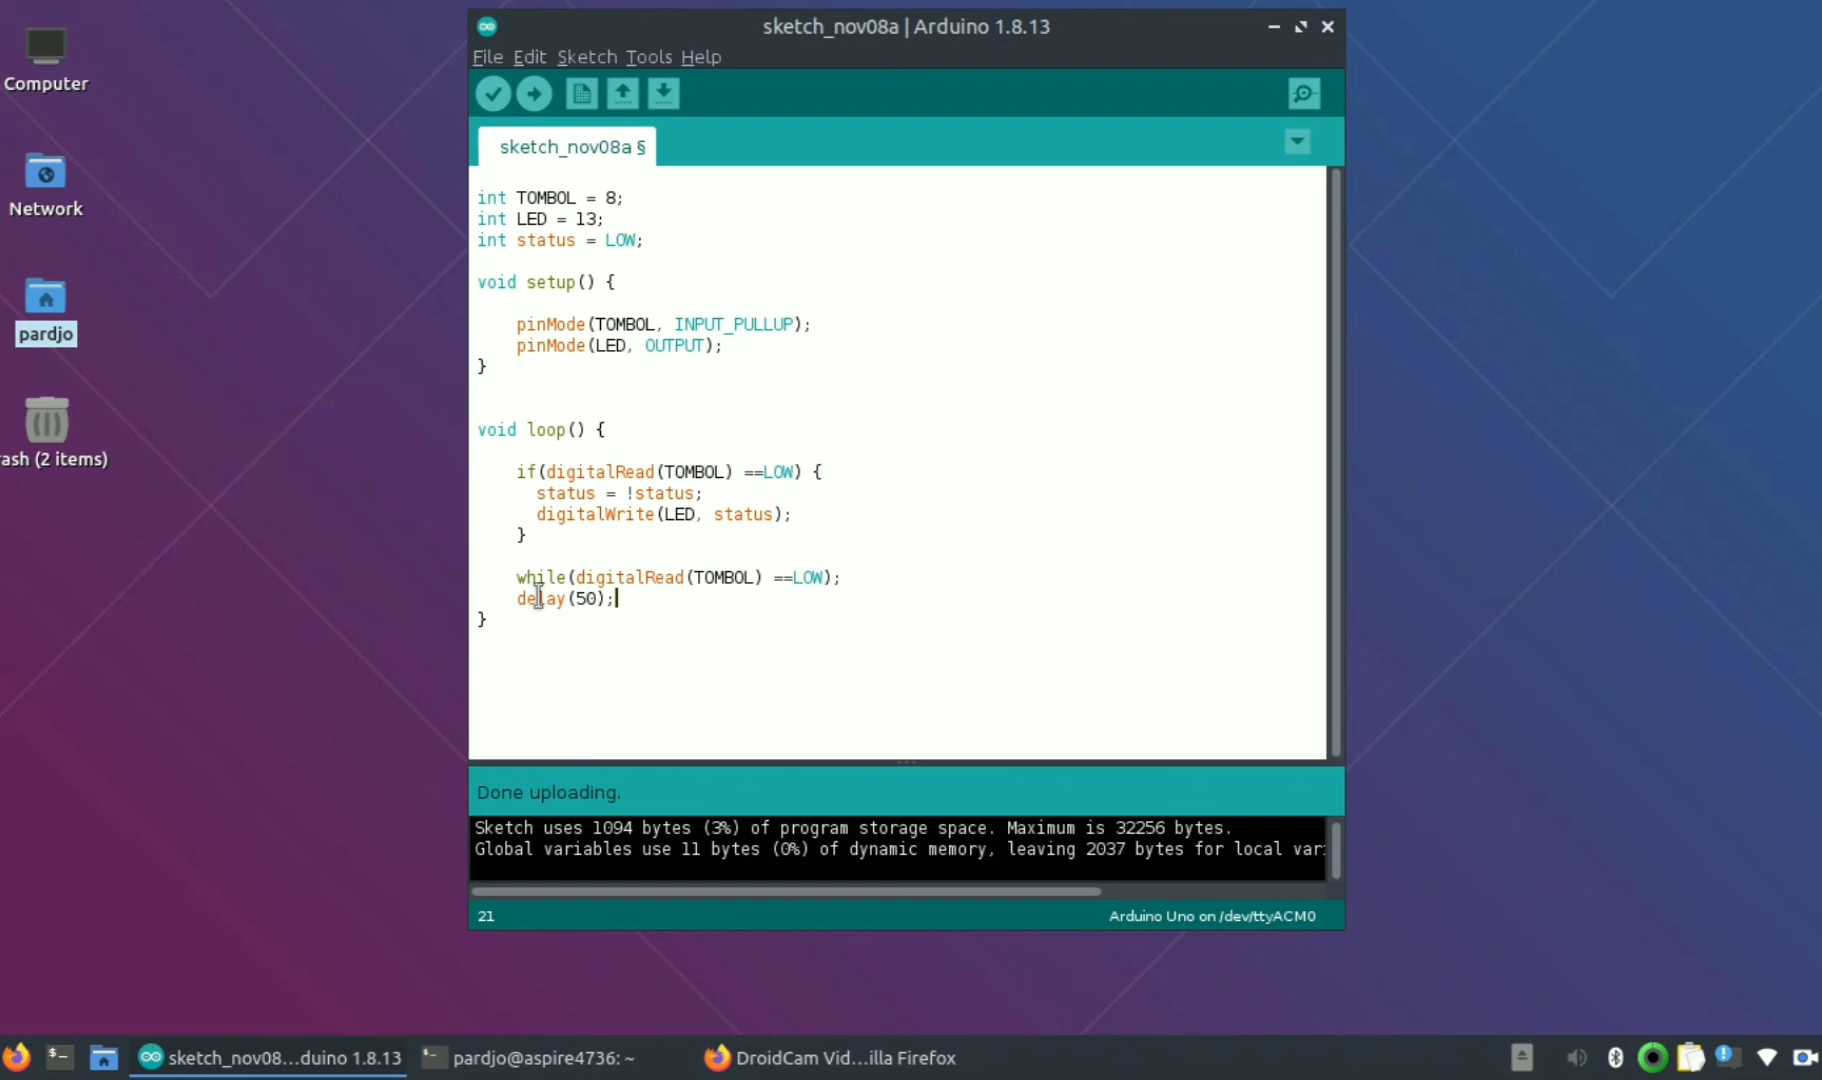 sketch_nov08a | Arduino 1.8.13
File Edit Sketch Tools Help
sketch_nov08a §
int TOMBOL = 8;
int LED = 13;
int status = LOW;
void setup() {
pinMode(TOMBOL, INPUT_PULLUP);
pinMode(LED, OUTPUT);
}
void loop() {
if(digitalRead(TOMBOL) ==LOW) {
status = !status;
digitalWrite(LED, status);
}
while(digitalRead(TOMBOL) ==LOW);
delay(50);
}
Done uploading.
Sketch uses 1094 bytes (3%) of program storage space. Maximum is 32256 bytes.
Global variables use 11 bytes (0%) of dynamic memory, leaving 2037 bytes for local var
21
Arduino Uno on /dev/ttyACM0
Computer
Network
pardjo
rash (2 items)
sketch_nov08...duino 1.8.13
pardjo@aspire4736: ~
DroidCam Vid...illa Firefox